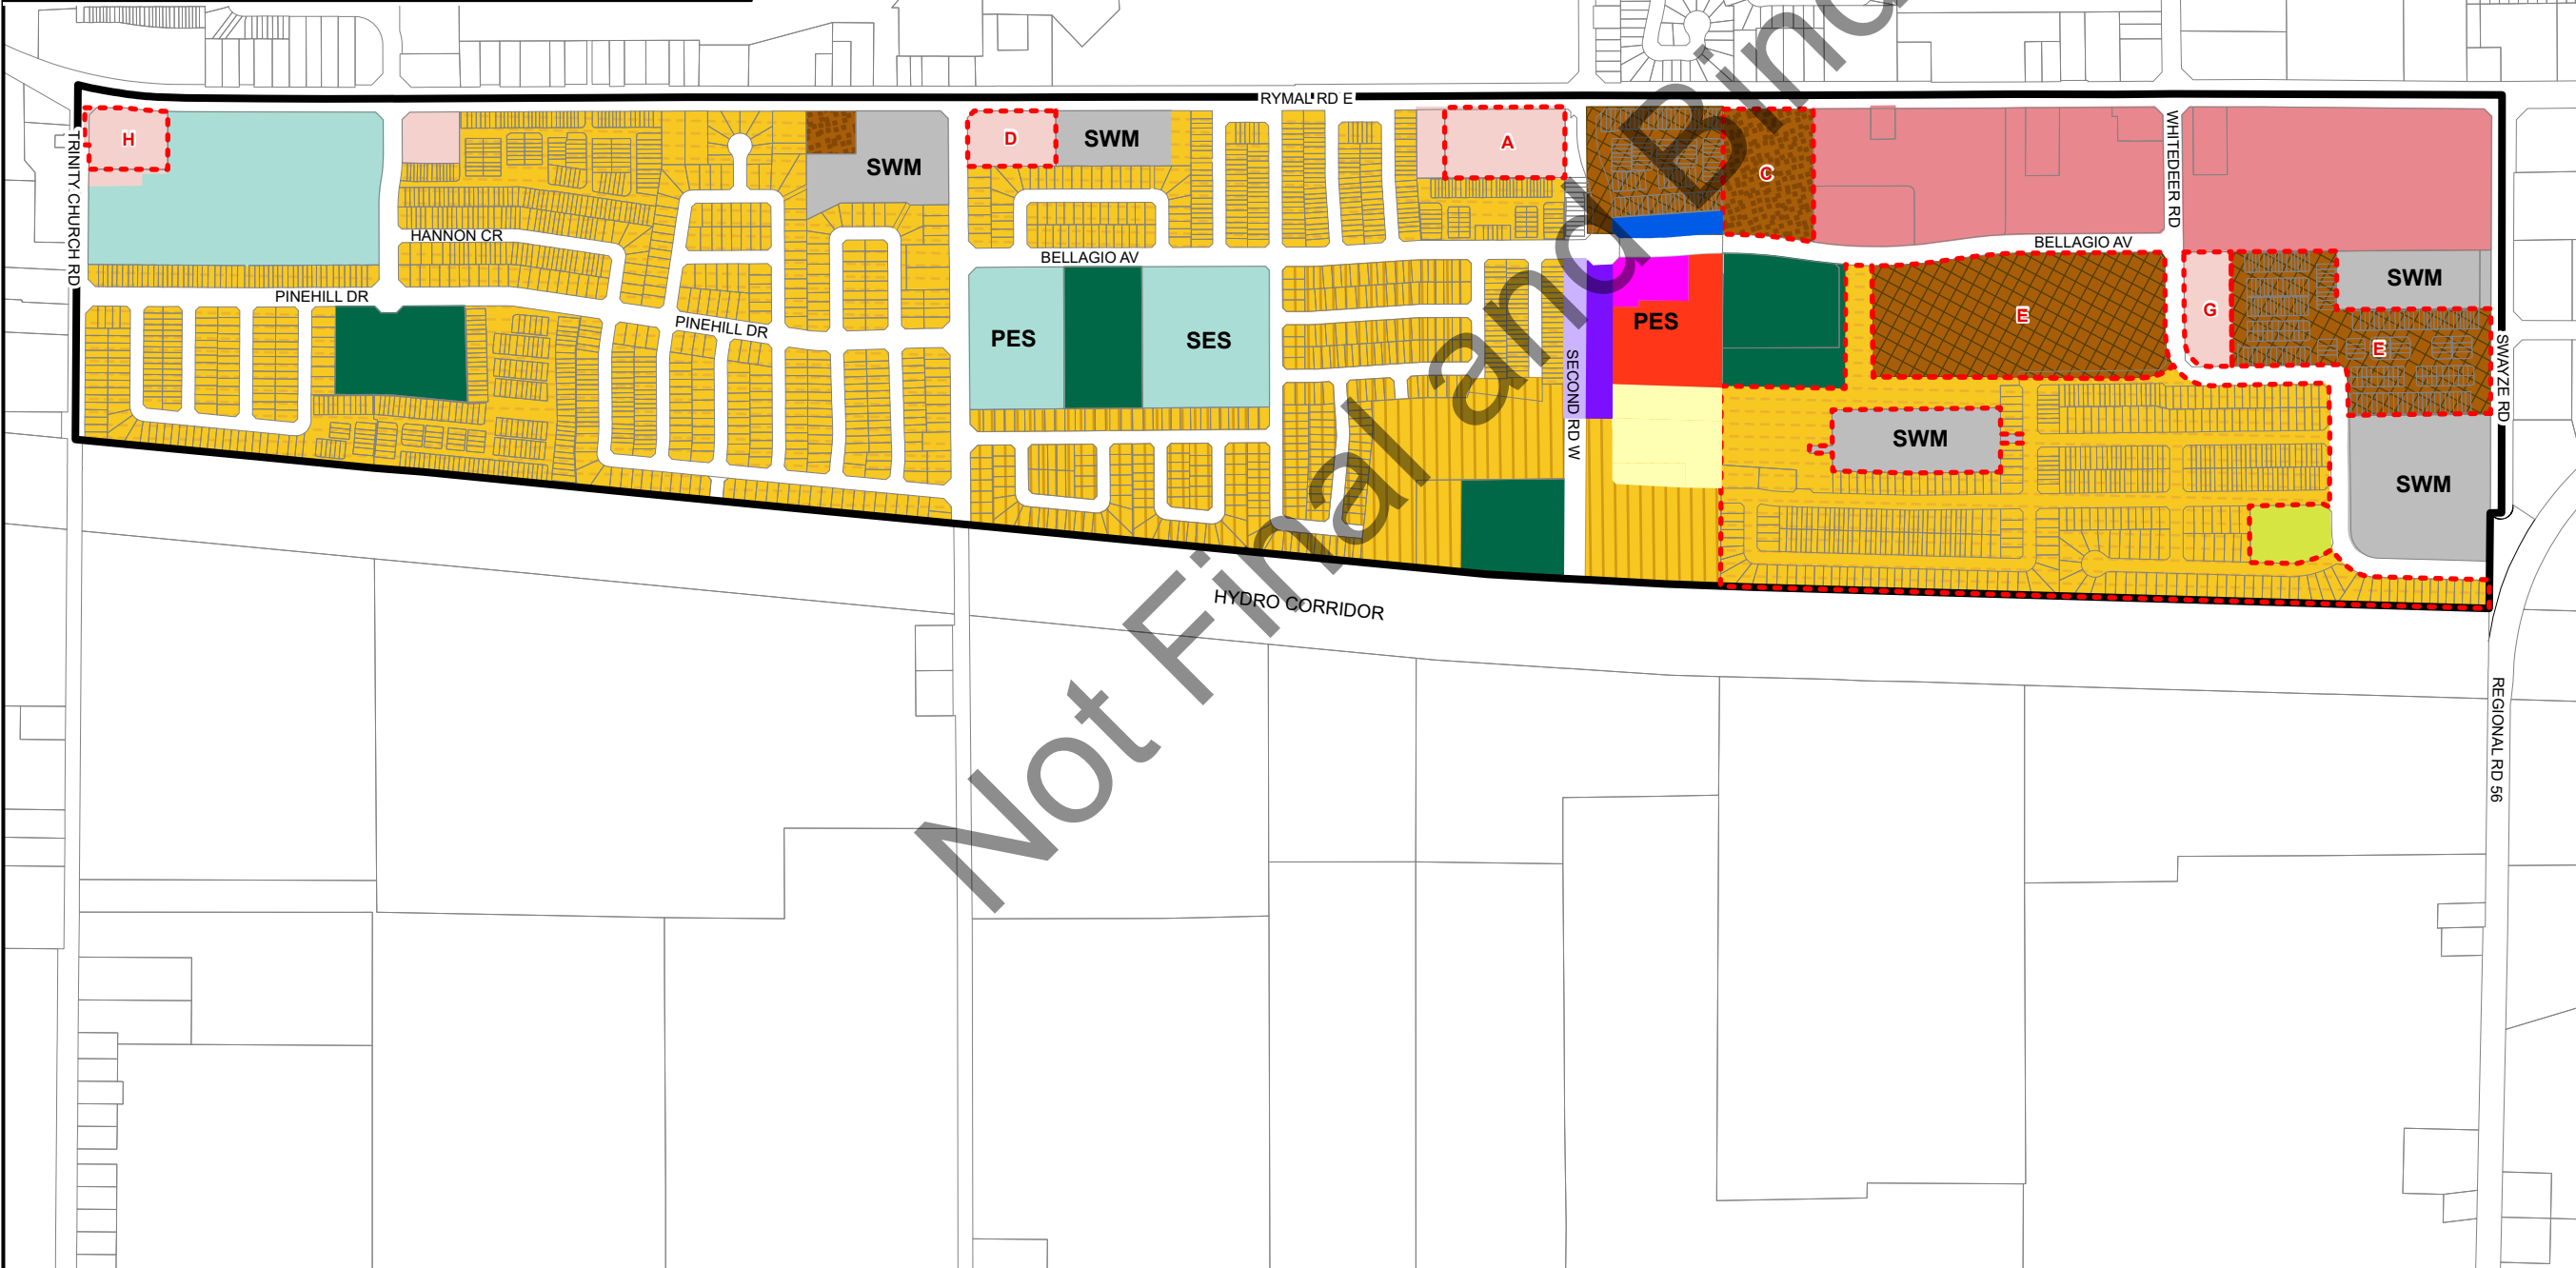 RYMAL RD E
H
D
SWM
A
SWM
C
WHITEDEER RD
TRINITY CHURCH RD
HANNON CR
BELLAGIO AV
BELLAGIO AV
SWM
PINEHILL DR
PINEHILL DR
PES
SES
PES
E
G
E
SECOND RD W
SWAYZE RD
SWM
SWM
HYDRO CORRIDOR
REGIONAL RD 56
Not Final and Bind